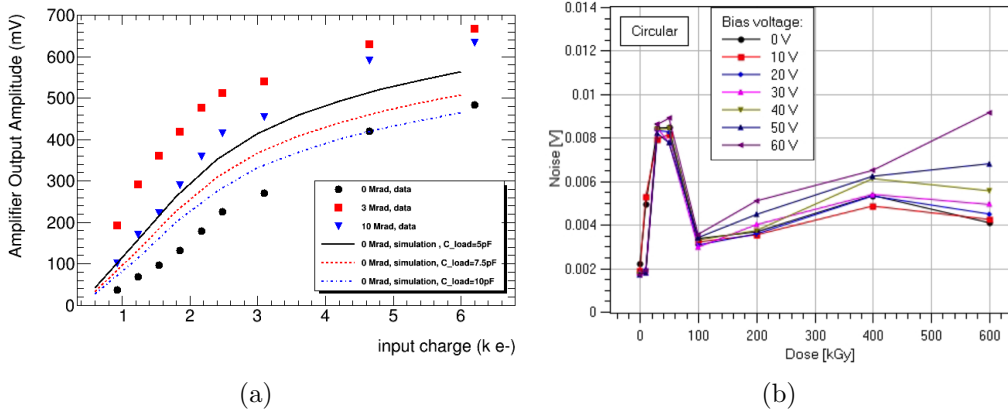 Amplifier Output Amplitude (mV)
700
600
500
400
300
200
100
0
0 Mrad, data
3 Mrad, data
10 Mrad, data
0 Mrad, simulation , C_load=5pF
0 Mrad, simulation, C_load=7.5pF
0 Mrad, simulation, C_load=10pF
1 2 3 4 5 6
input charge (k e-)
(a)
Noise [V]
0.014
0.012
0.010
0.008
0.006
0.004
0.002
0
Circular
Bias voltage:
0 V
10 V
20 V
30 V
40 V
50 V
60 V
0 100 200 300 400 500 600
Dose [kGy]
(b)